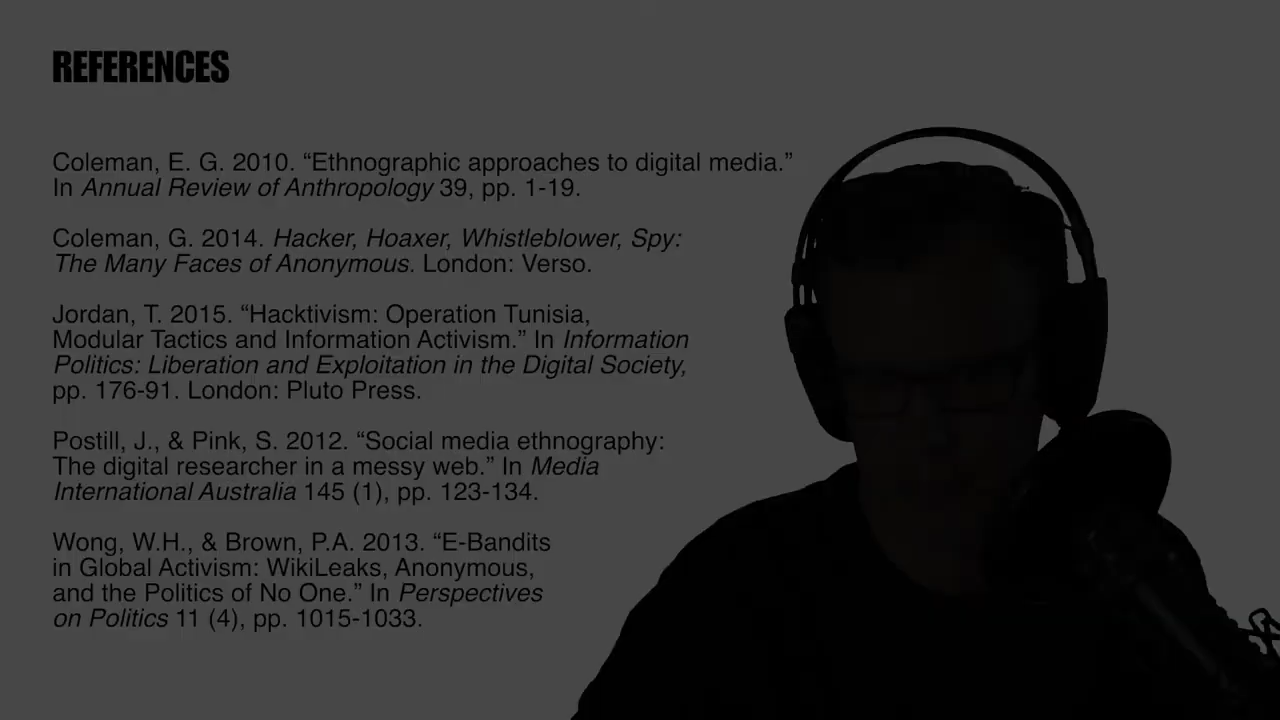 REFERENCES
Coleman, E. G. 2010. “Ethnographic approaches to digital media.”
In Annual Review of Anthropology 39, pp. 1-19.
Coleman, G. 2014. Hacker, Hoaxer, Whistleblower, Spy:
The Many Faces of Anonymous. London: Verso.
Jordan, T. 2015. “Hacktivism: Operation Tunisia,
Modular Tactics and Information Activism.” In Information
Politics: Liberation and Exploitation in the Digital Society,
pp. 176-91. London: Pluto Press.
Postill, J., & Pink, S. 2012. “Social media ethnography:
The digital researcher in a messy web.” In Media
International Australia 145 (1), pp. 123-134.
Wong, W.H., & Brown, P.A. 2013. “E-Bandits
in Global Activism: WikiLeaks, Anonymous,
and the Politics of No One.” In Perspectives
on Politics 11 (4), pp. 1015-1033.